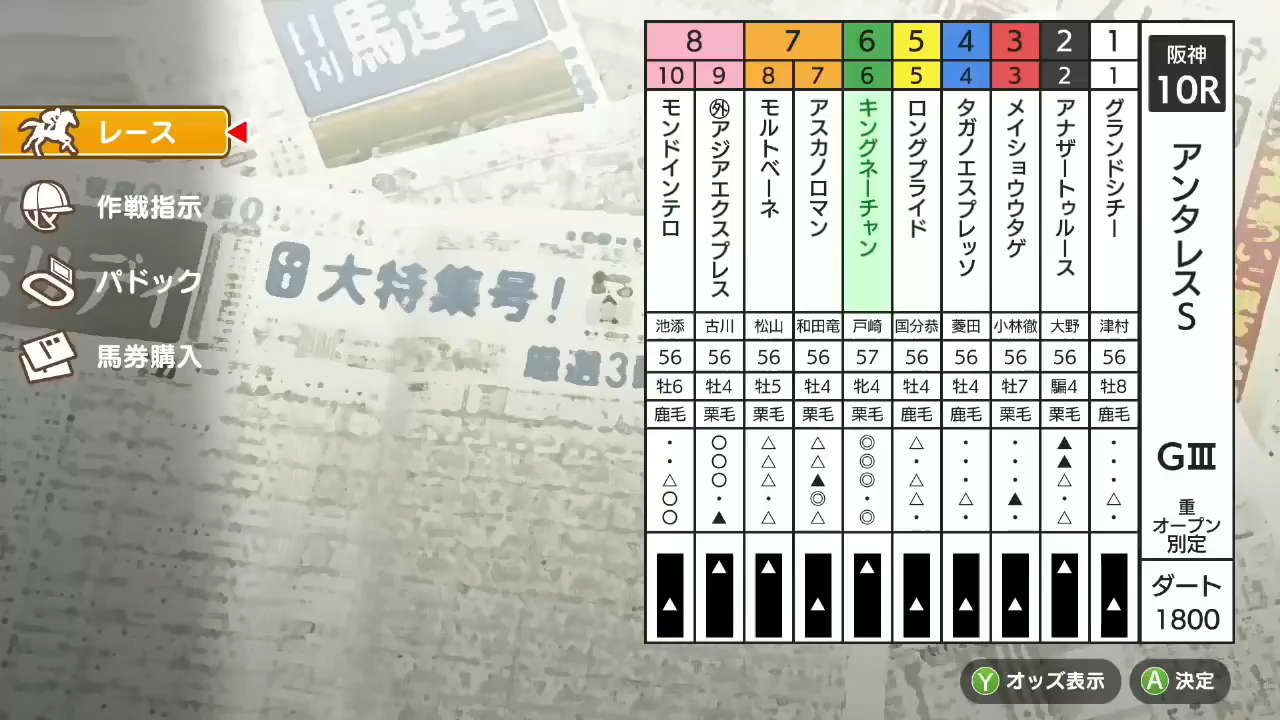 レース
作戦指示
パドック
馬券購入
大特集号!
厳選3
阪神
10R
アンタレスS
GⅢ
重
オープン
別定
ダート
1800
8 7 6 5 4 3 2 1
10 9 8 7 6 5 4 3 2 1
モンドインテロ
㊕アジアエクスプレス
モルトベーネ
アスカノロマン
キングネーチャン
ロングプライド
タガノエスプレッソ
メイショウウタゲ
アナザートゥルース
グランドシチー
池添 古川 松山 和田竜 戸崎 国分恭 菱田 小林徹 大野 津村
56 56 56 56 57 56 56 56 56 56
牡6 牡4 牡5 牡4 牝4 牡4 牡4 牡7 騸4 牡8
鹿毛 栗毛 栗毛 栗毛 栗毛 鹿毛 鹿毛 栗毛 栗毛 鹿毛
・ ○ △ △ ◎ △ ・ ・ ▲ ・
・ ○ △ △ ◎ ・ ・ ・ ▲ ・
△ ○ △ ▲ ◎ △ ・ ・ △ ・
○ ・ ・ ◎ ・ △ △ ▲ ・ △
○ ▲ △ △ ◎ ・ ・ ・ △ ・
Y オッズ表示
A 決定